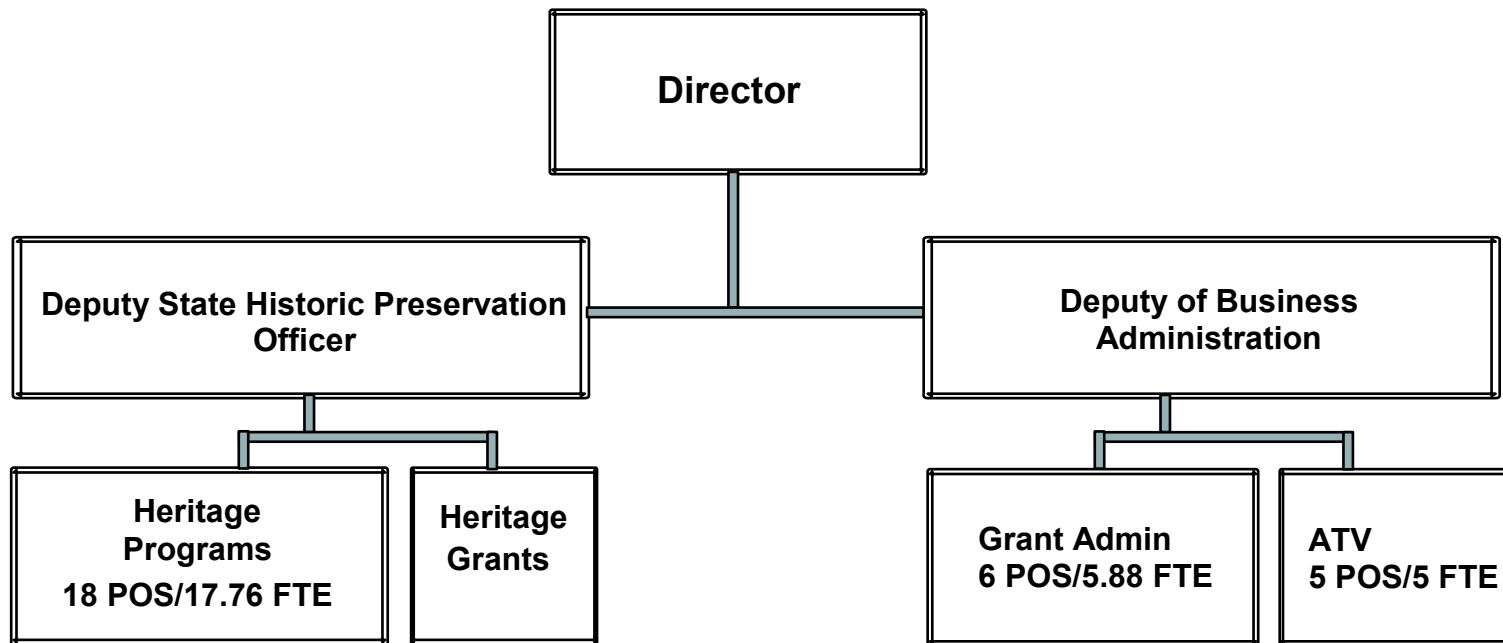 Director
Deputy State Historic Preservation
Officer
Deputy of Business
Administration
Heritage
Programs
18 POS/17.76 FTE
Heritage
Grants
Grant Admin
6 POS/5.88 FTE
ATV
5 POS/5 FTE